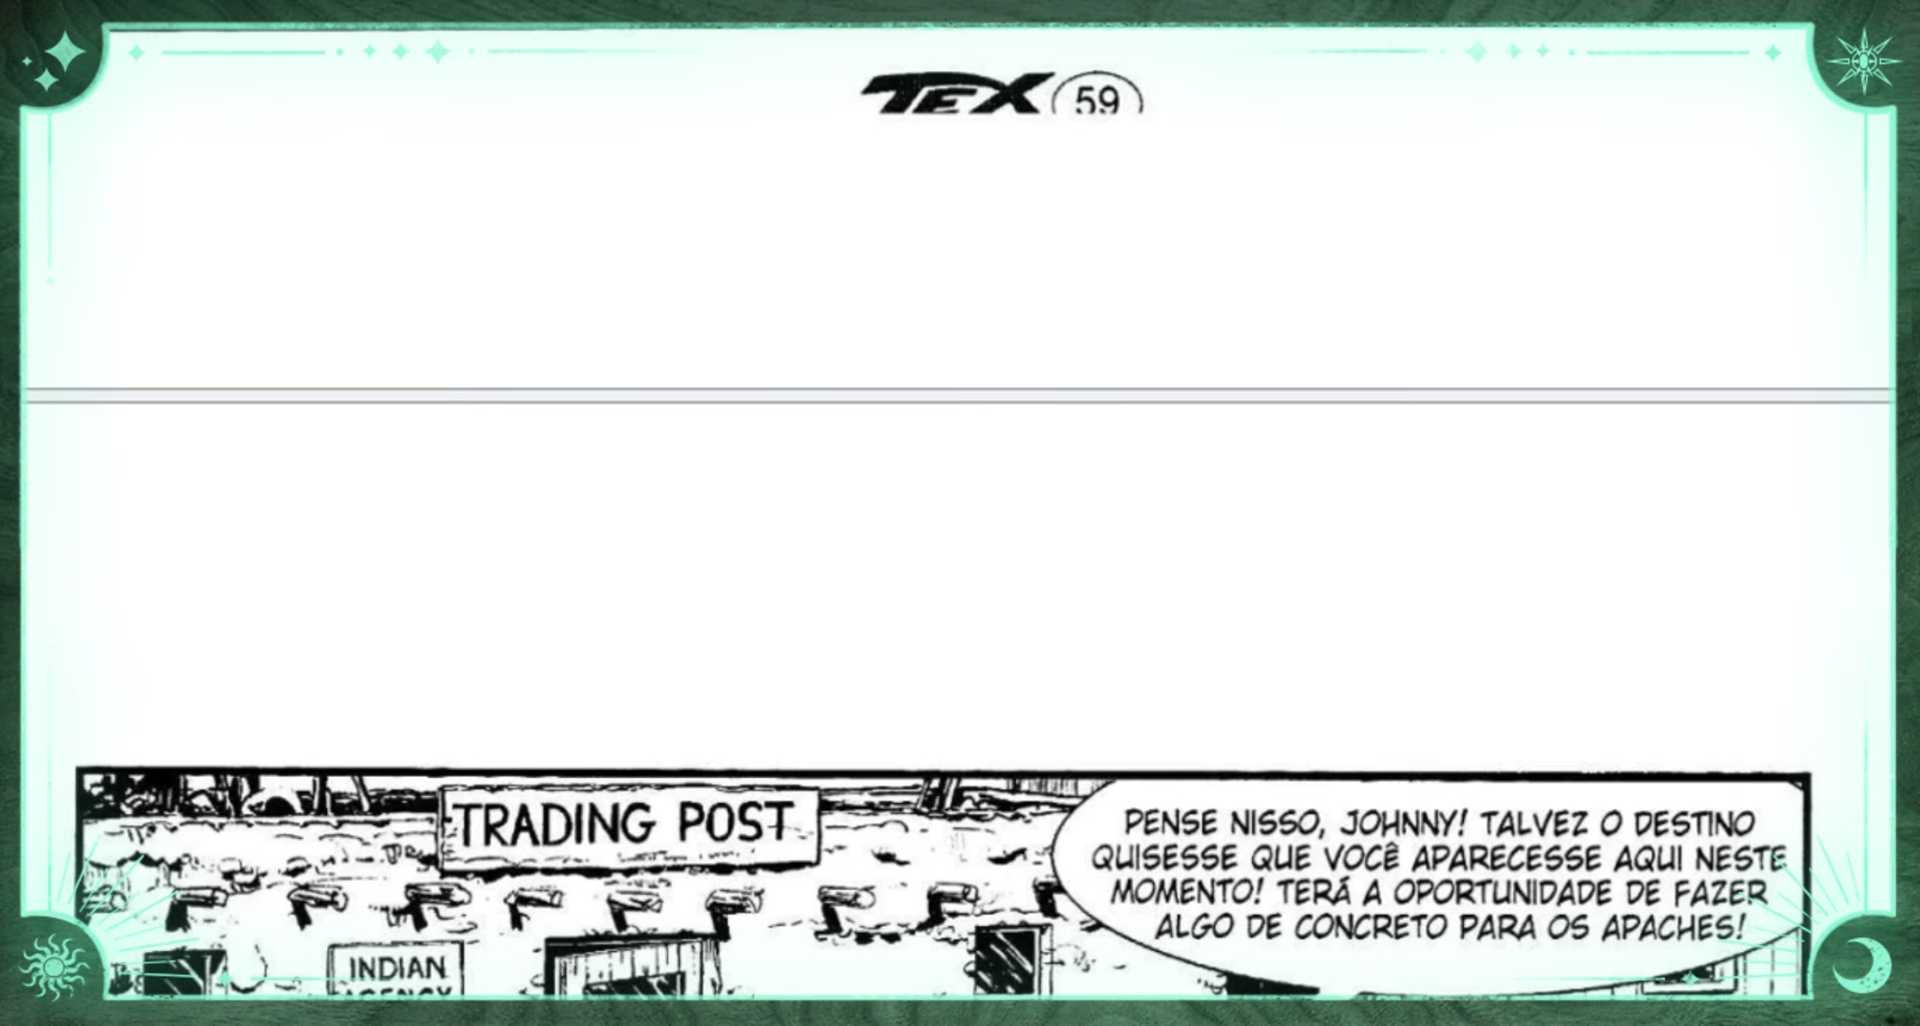 TEX 59
TRADING POST
PENSE NISSO, JOHNNY! TALVEZ O DESTINO
QUISESSE QUE VOCÊ APARECESSE AQUI NESTE
MOMENTO! TERÁ A OPORTUNIDADE DE FAZER
ALGO DE CONCRETO PARA OS APACHES!
INDIAN
AGENCY